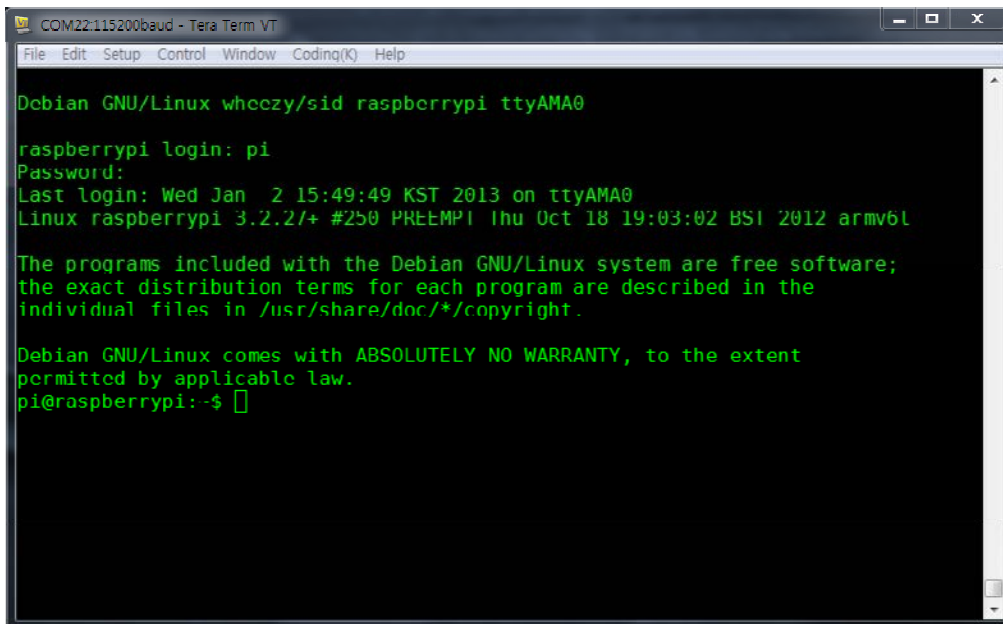 COM22:115200baud - Tera Term VT
File Edit Setup Control Window Coding(K) Help
Debian GNU/Linux wheezy/sid raspberrypi ttyAMA0
raspberrypi login: pi
Password:
Last login: Wed Jan  2 15:49:49 KST 2013 on ttyAMA0
Linux raspberrypi 3.2.27+ #250 PREEMPT Thu Oct 18 19:03:02 BST 2012 armv6l
The programs included with the Debian GNU/Linux system are free software;
the exact distribution terms for each program are described in the
individual files in /usr/share/doc/*/copyright.
Debian GNU/Linux comes with ABSOLUTELY NO WARRANTY, to the extent
permitted by applicable law.
pi@raspberrypi:~$